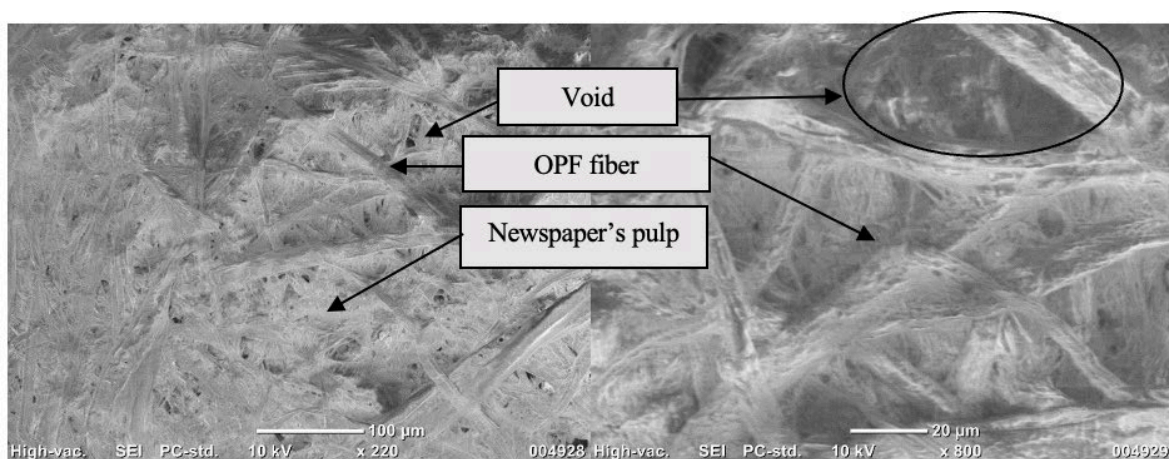 Void
OPF fiber
Newspaper's pulp
100 µm
High-vac. SEI PC-std. 10 kV x 220 004928
20 µm
High-vac. SEI PC-std. 10 kV x 800 004929